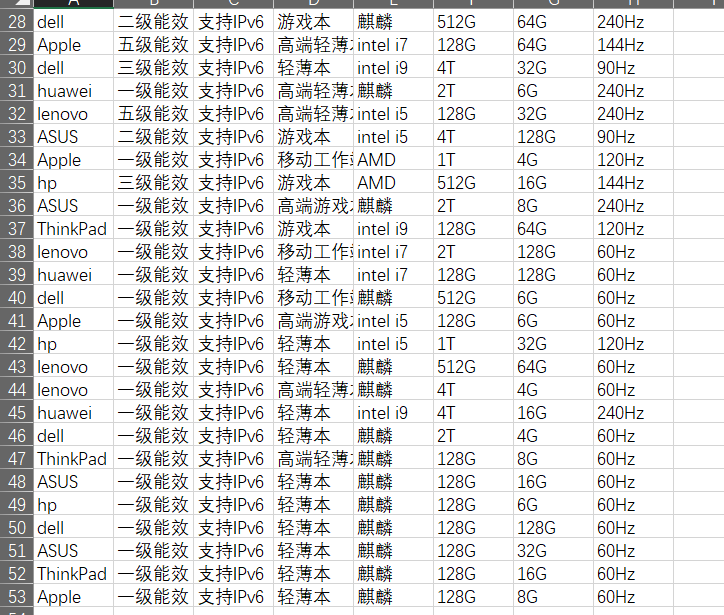 28 dell 二级能效 支持IPv6 游戏本 麒麟 512G 64G 240Hz
29 Apple 五级能效 支持IPv6 高端轻薄 intel i7 128G 64G 144Hz
30 dell 三级能效 支持IPv6 轻薄本 intel i9 4T 32G 90Hz
31 huawei 一级能效 支持IPv6 高端轻薄 麒麟 2T 6G 240Hz
32 lenovo 五级能效 支持IPv6 高端轻薄 intel i5 128G 32G 240Hz
33 ASUS 二级能效 支持IPv6 游戏本 intel i5 4T 128G 90Hz
34 Apple 一级能效 支持IPv6 移动工作 AMD 1T 4G 120Hz
35 hp 三级能效 支持IPv6 游戏本 AMD 512G 16G 144Hz
36 ASUS 一级能效 支持IPv6 高端游戏 麒麟 2T 8G 240Hz
37 ThinkPad 一级能效 支持IPv6 游戏本 intel i9 128G 64G 120Hz
38 lenovo 一级能效 支持IPv6 移动工作 intel i7 2T 128G 60Hz
39 huawei 一级能效 支持IPv6 轻薄本 intel i7 128G 128G 60Hz
40 dell 一级能效 支持IPv6 移动工作 麒麟 512G 6G 60Hz
41 Apple 一级能效 支持IPv6 高端游戏 intel i5 128G 6G 60Hz
42 hp 一级能效 支持IPv6 轻薄本 intel i5 1T 32G 120Hz
43 lenovo 一级能效 支持IPv6 轻薄本 麒麟 512G 64G 60Hz
44 lenovo 一级能效 支持IPv6 高端轻薄 麒麟 4T 4G 60Hz
45 huawei 一级能效 支持IPv6 轻薄本 intel i9 4T 16G 240Hz
46 dell 一级能效 支持IPv6 轻薄本 麒麟 2T 4G 60Hz
47 ThinkPad 一级能效 支持IPv6 高端轻薄 麒麟 128G 8G 60Hz
48 ASUS 一级能效 支持IPv6 轻薄本 麒麟 128G 16G 60Hz
49 hp 一级能效 支持IPv6 轻薄本 麒麟 128G 6G 60Hz
50 dell 一级能效 支持IPv6 轻薄本 麒麟 128G 128G 60Hz
51 ASUS 一级能效 支持IPv6 轻薄本 麒麟 128G 32G 60Hz
52 ThinkPad 一级能效 支持IPv6 轻薄本 麒麟 128G 16G 60Hz
53 Apple 一级能效 支持IPv6 轻薄本 麒麟 128G 8G 60Hz